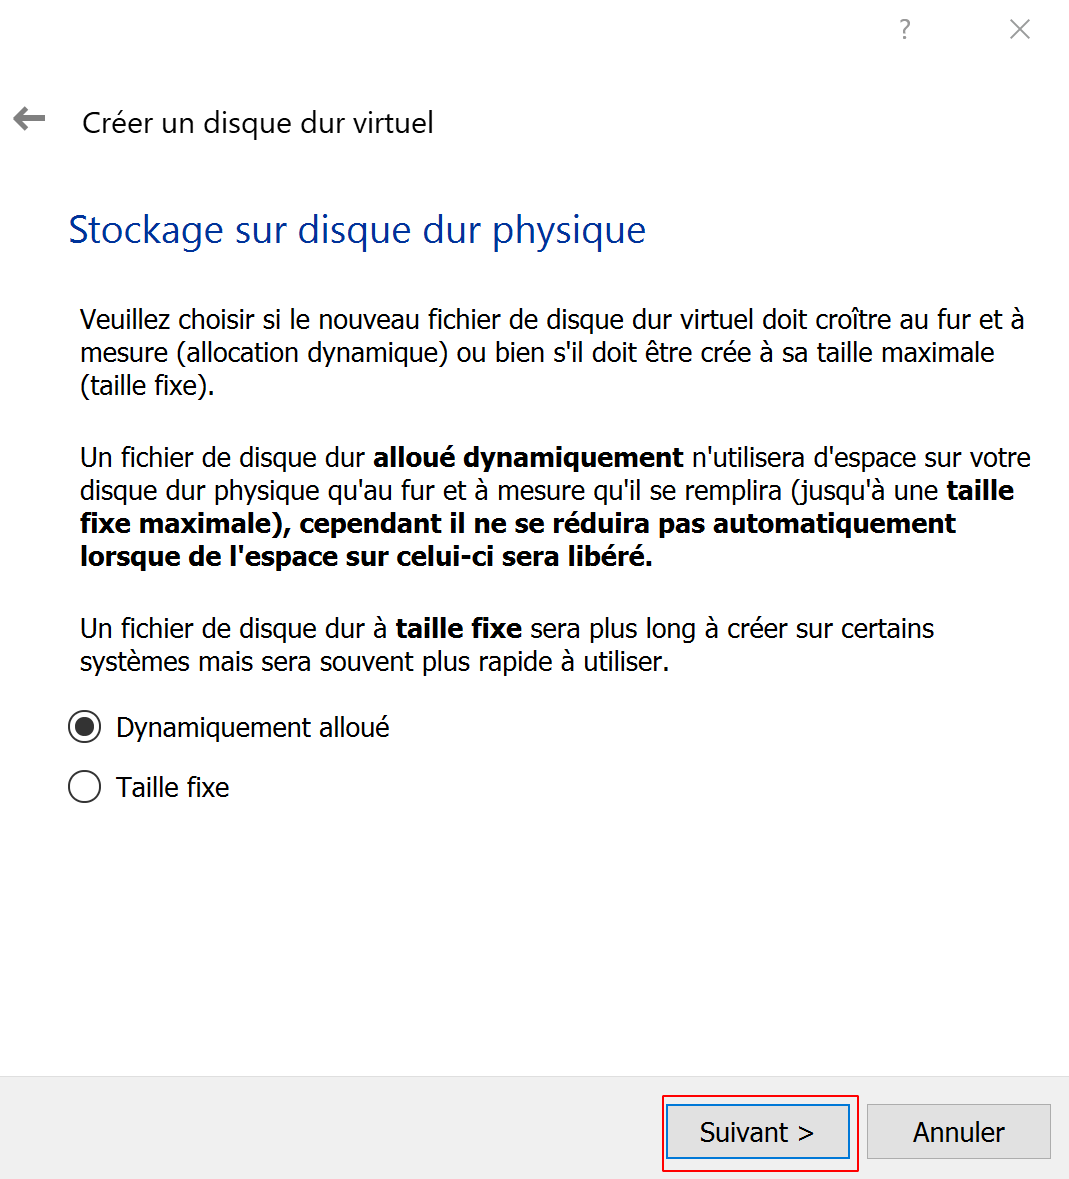 ?
Créer un disque dur virtuel
Stockage sur disque dur physique
Veuillez choisir si le nouveau fichier de disque dur virtuel doit croître au fur et à
mesure (allocation dynamique) ou bien s'il doit être crée à sa taille maximale
(taille fixe).
Un fichier de disque dur alloué dynamiquement n'utilisera d'espace sur votre
disque dur physique qu'au fur et à mesure qu'il se remplira (jusqu'à une taille
fixe maximale), cependant il ne se réduira pas automatiquement
lorsque de l'espace sur celui-ci sera libéré.
Un fichier de disque dur à taille fixe sera plus long à créer sur certains
systèmes mais sera souvent plus rapide à utiliser.
Dynamiquement alloué
Taille fixe
Suivant > Annuler